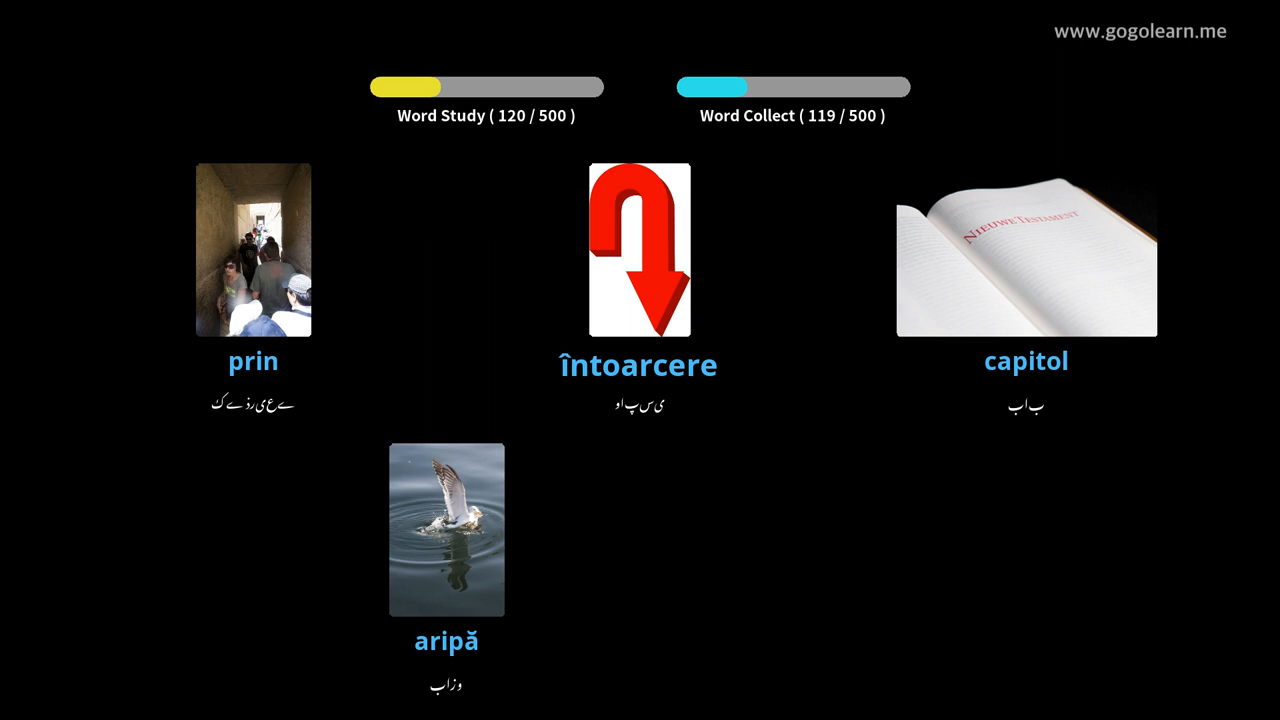 www.gogolearn.me
Word Study ( 120 / 500 )
Word Collect ( 119 / 500 )
prin
کے ذریعے
întoarcere
واپسی
capitol
باب
NIEUWE TESTAMENT
aripă
بازو